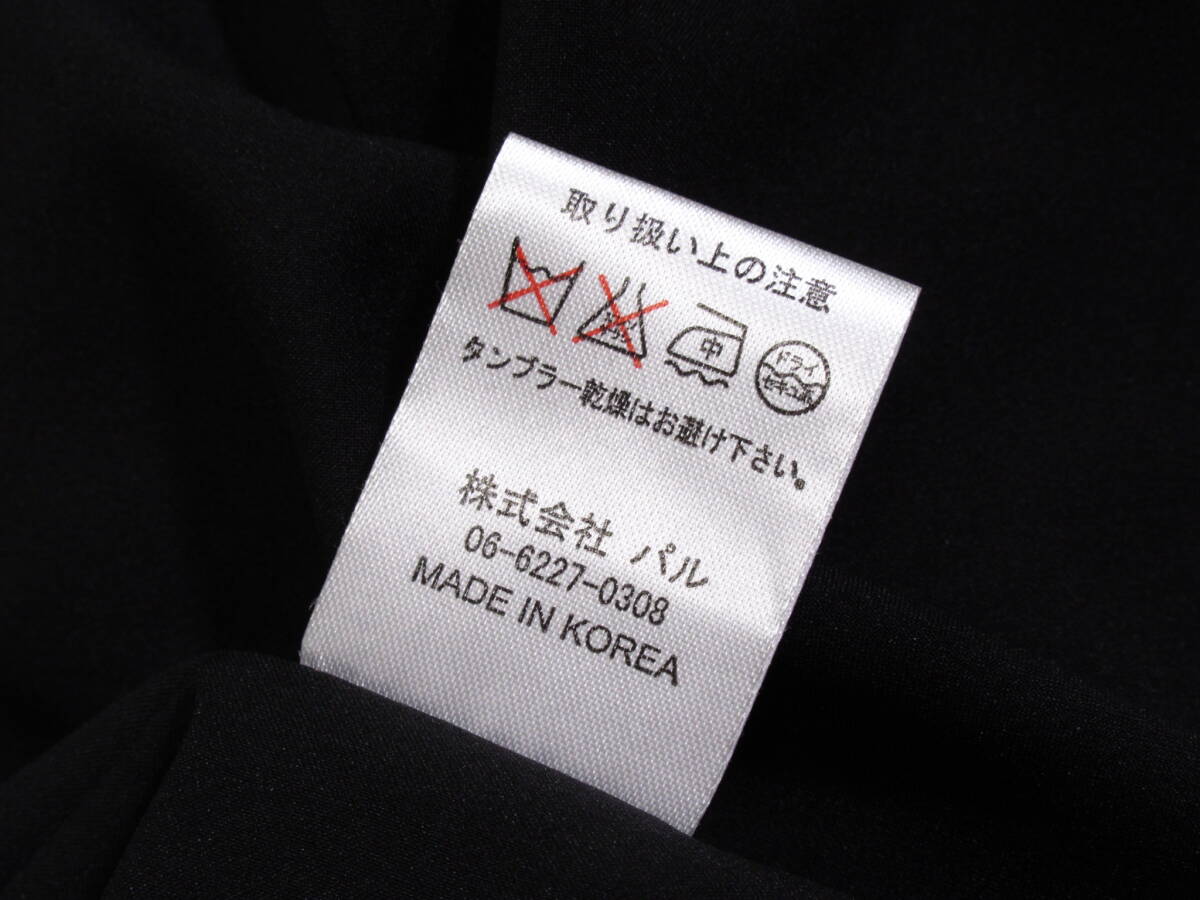 取り扱い上の注意
中 ドライ セキユ系
タンブラー乾燥はお避け下さい。
株式会社 パル
06-6227-0308
MADE IN KOREA